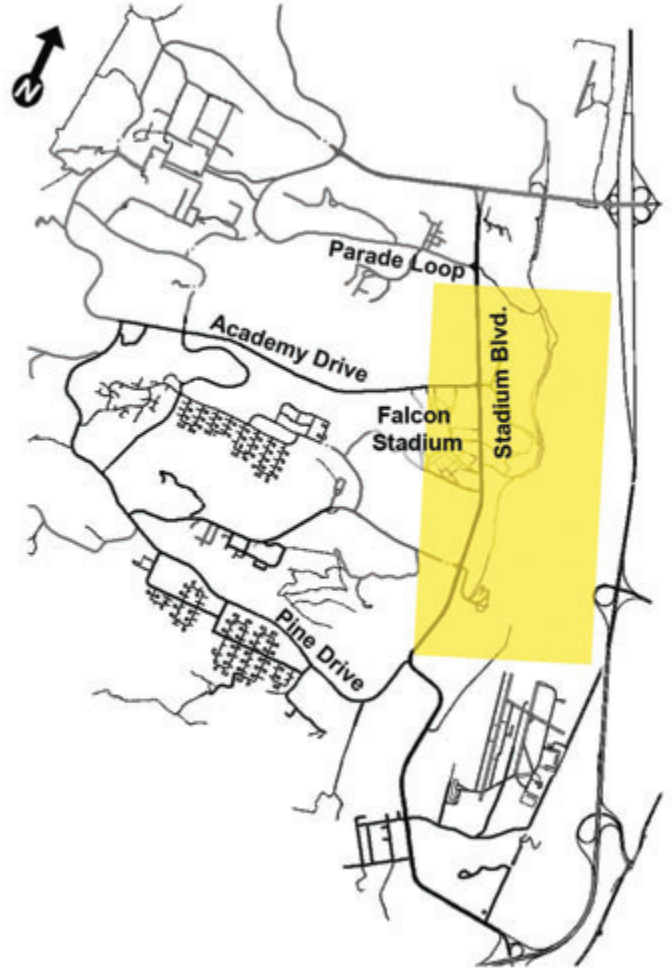 N
Parade Loop
Academy Drive
Stadium Blvd.
Falcon
Stadium
Pine Drive